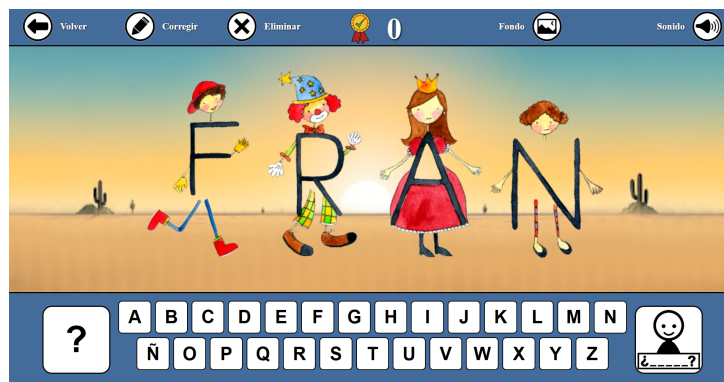 Volver Corregir Eliminar 0 Fondo Sonido
FRAN
? A B C D E F G H I J K L M N
Ñ O P Q R S T U V W X Y Z ¿_____?